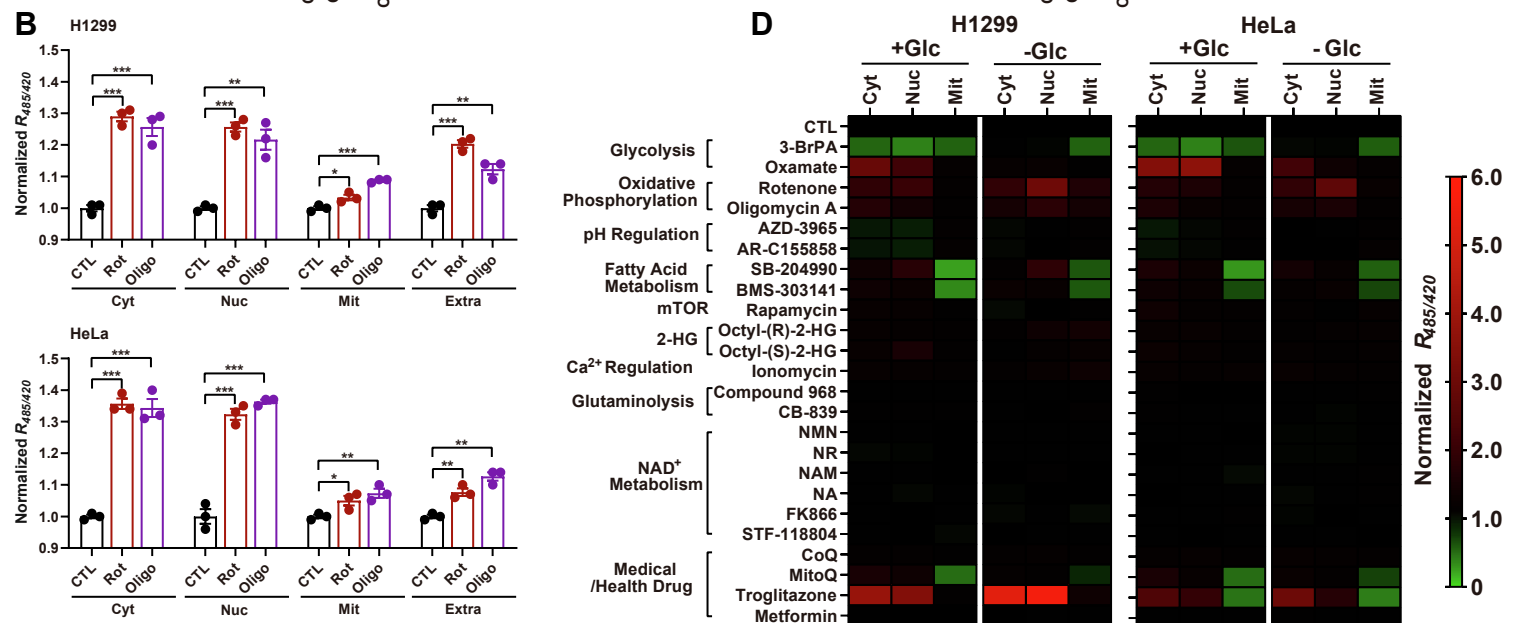 B
H1299
Normalized R485/420
1.5
1.4
1.3
1.2
1.1
1.0
0.9
*** *** *** ** * *** *** **
CTL Rot Oligo CTL Rot Oligo CTL Rot Oligo CTL Rot Oligo
Cyt Nuc Mit Extra
HeLa
Normalized R485/420
1.5
1.4
1.3
1.2
1.1
1.0
0.9
*** *** *** *** * ** ** **
CTL Rot Oligo CTL Rot Oligo CTL Rot Oligo CTL Rot Oligo
Cyt Nuc Mit Extra
D
H1299 HeLa
+Glc -Glc +Glc - Glc
Cyt Nuc Mit Cyt Nuc Mit Cyt Nuc Mit Cyt Nuc Mit
CTL
Glycolysis
3-BrPA
Oxamate
Oxidative
Phosphorylation
Rotenone
Oligomycin A
pH Regulation
AZD-3965
AR-C155858
Fatty Acid
Metabolism
SB-204990
BMS-303141
mTOR
Rapamycin
2-HG
Octyl-(R)-2-HG
Octyl-(S)-2-HG
Ca2+ Regulation
Ionomycin
Glutaminolysis
Compound 968
CB-839
NAD+
Metabolism
NMN
NR
NAM
NA
FK866
STF-118804
Medical
/Health Drug
CoQ
MitoQ
Troglitazone
Metformin
Normalized R485/420
6.0
5.0
4.0
3.0
2.0
1.0
0